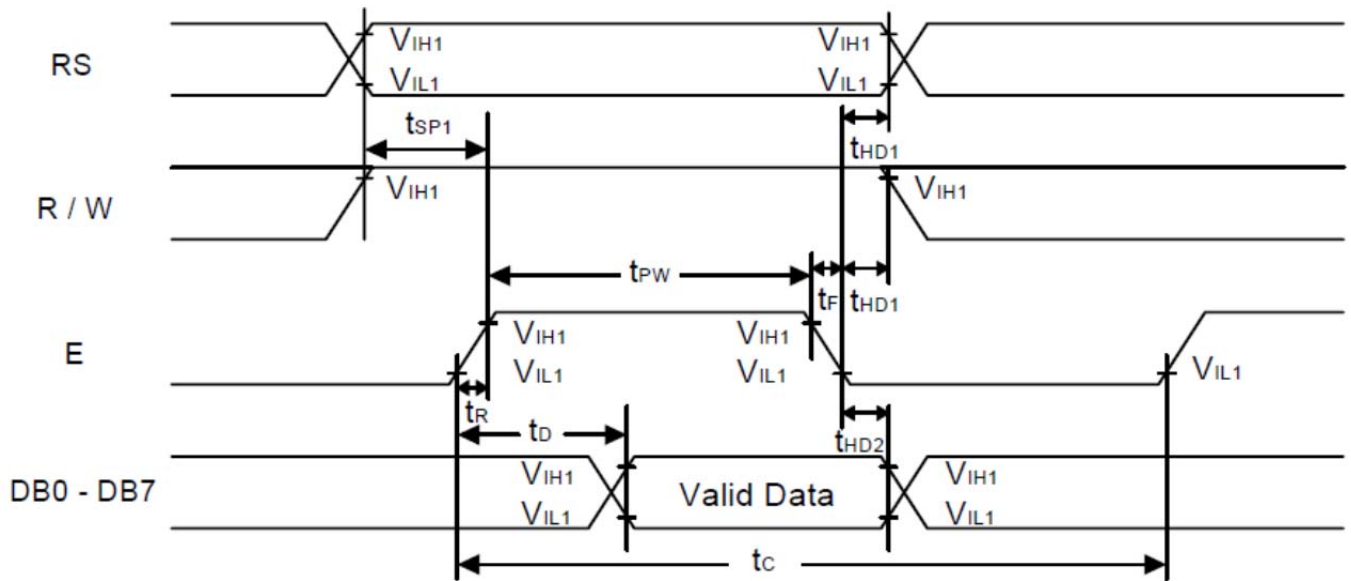 RS
VIH1 VIH1
VIL1 VIL1
tSP1 tHD1
R / W
VIH1 VIH1
tPW tF tHD1
E
VIH1 VIH1
VIL1 VIL1 VIL1
tR tD tHD2
DB0 - DB7
VIH1 Valid Data VIH1
VIL1 VIL1
tC